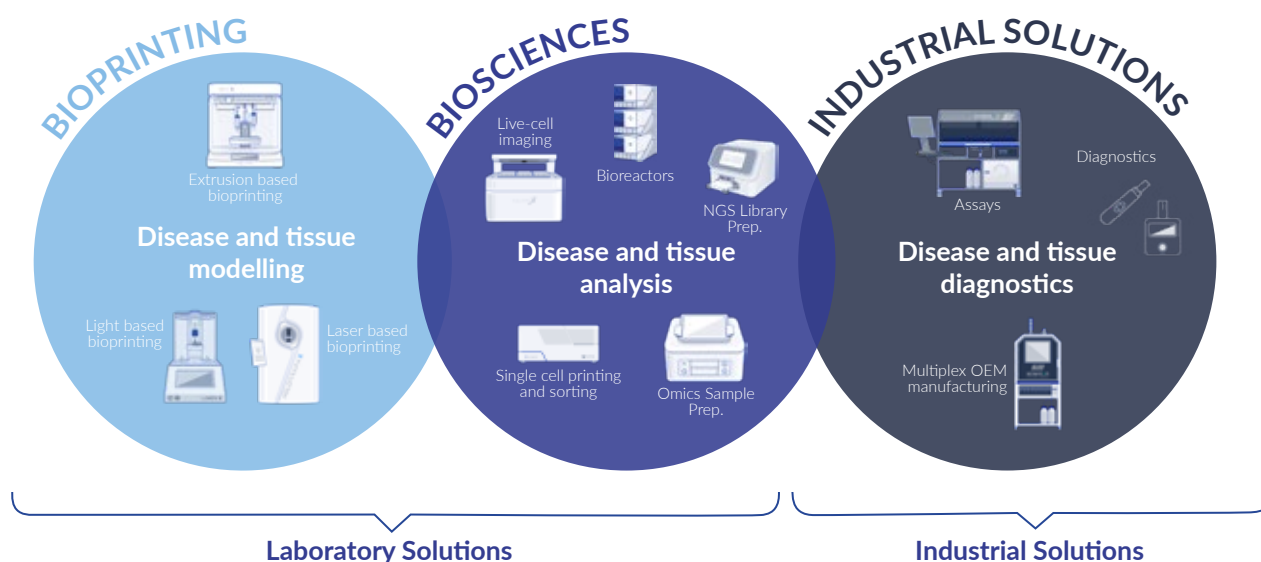 BIOPRINTING
Extrusion based
bioprinting
Disease and tissue
modelling
Light based
bioprinting
Laser based
bioprinting
BIOSCIENCES
Live-cell
imaging
Bioreactors
NGS Library
Prep.
Disease and tissue
analysis
Single cell printing
and sorting
Omics Sample
Prep.
INDUSTRIAL SOLUTIONS
Assays
Diagnostics
Disease and tissue
diagnostics
Multiplex OEM
manufacturing
Laboratory Solutions
Industrial Solutions